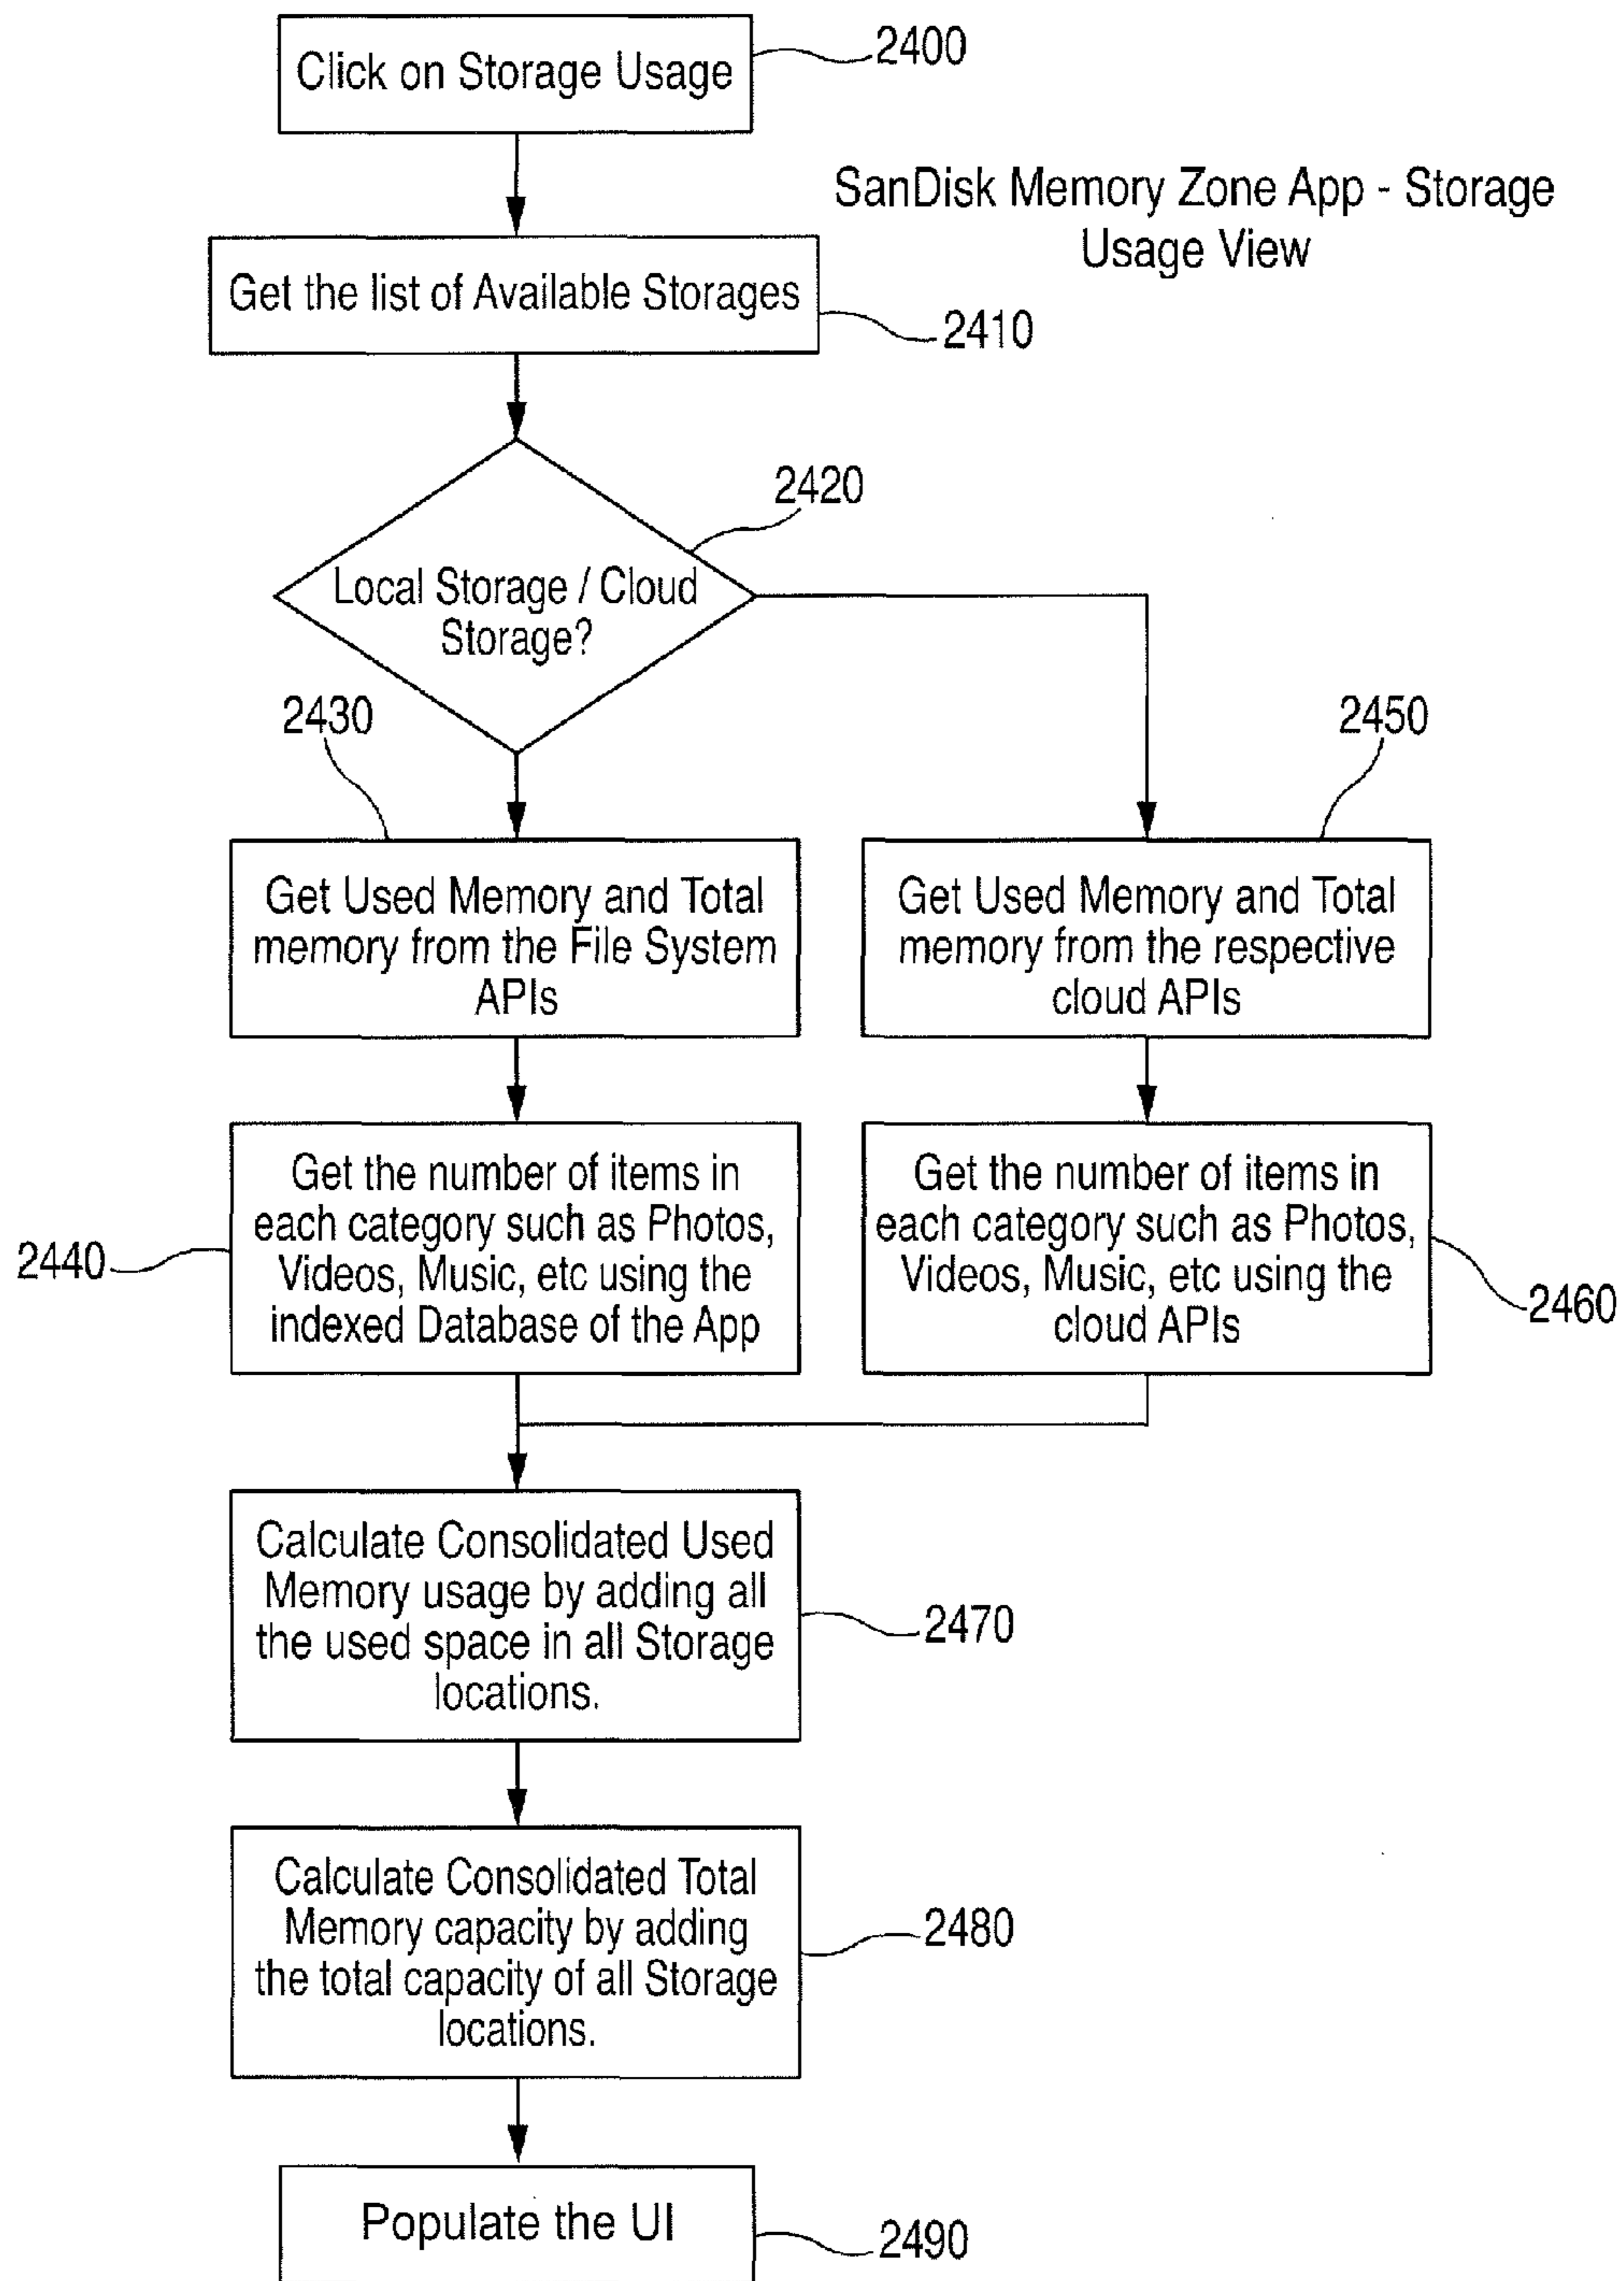 Click on Storage Usage
2400
SanDisk Memory Zone App - Storage
Usage View
Get the list of Available Storages
2410
2420
Local Storage / Cloud
Storage?
2430
2450
Get Used Memory and Total
memory from the File System
APIs
Get Used Memory and Total
memory from the respective
cloud APIs
2440
Get the number of items in
each category such as Photos,
Videos, Music, etc using the
indexed Database of the App
Get the number of items in
each category such as Photos,
Videos, Music, etc using the
cloud APIs
2460
Calculate Consolidated Used
Memory usage by adding all
the used space in all Storage
locations.
2470
Calculate Consolidated Total
Memory capacity by adding
the total capacity of all Storage
locations.
2480
Populate the UI
2490